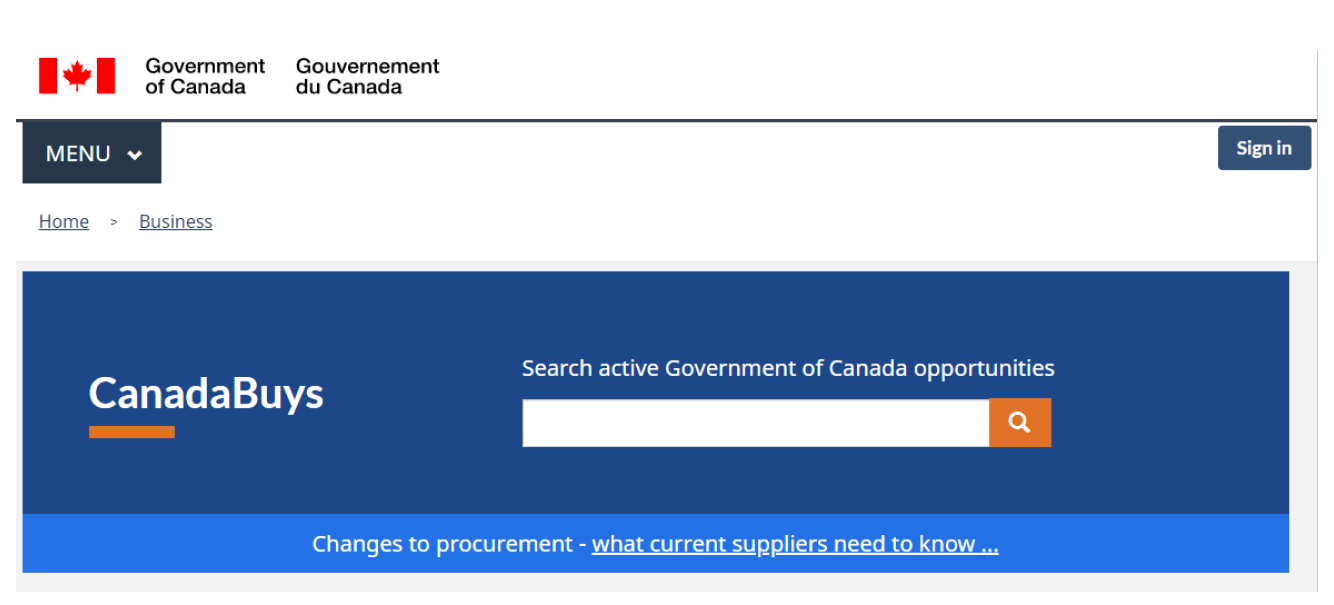 Government of Canada
Gouvernement du Canada
MENU
Sign in
Home > Business
CanadaBuys
Search active Government of Canada opportunities
Changes to procurement - what current suppliers need to know ...